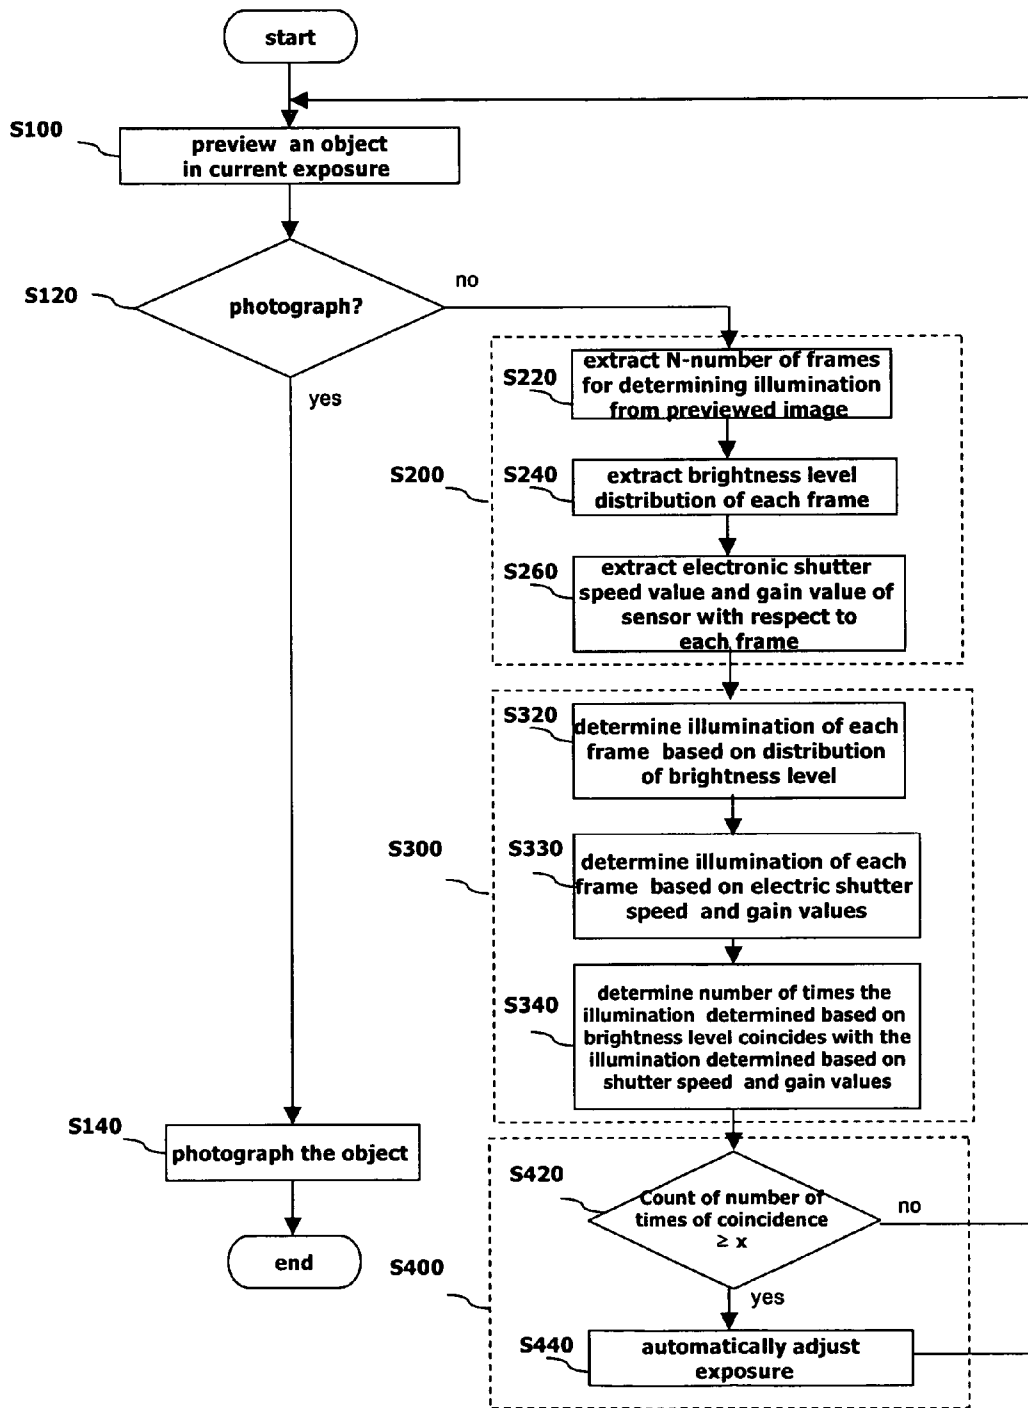 start
S100
preview an object
in current exposure
S120
photograph?
no
yes
S220
extract N-number of frames
for determining illumination
from previewed image
S200
S240
extract brightness level
distribution of each frame
S260
extract electronic shutter
speed value and gain value of
sensor with respect to
each frame
S320
determine illumination of each
frame based on distribution
of brightness level
S300
S330
determine illumination of each
frame based on electric shutter
speed and gain values
S340
determine number of times the
illumination determined based on
brightness level coincides with the
illumination determined based on
shutter speed and gain values
S140
photograph the object
end
S400
S420
Count of number of
times of coincidence
≥ x
no
yes
S440
automatically adjust
exposure